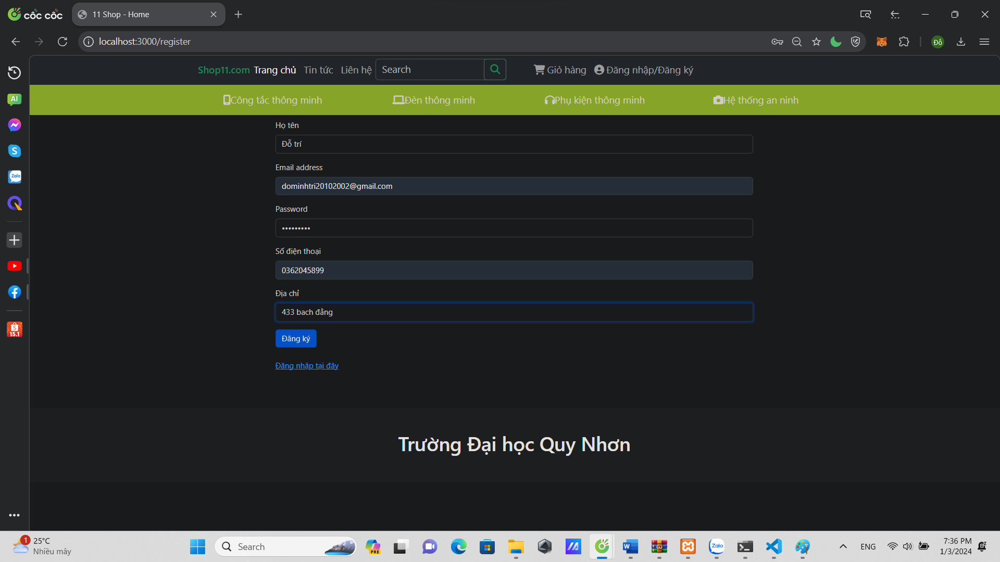 cốc cốc
11 Shop - Home
localhost:3000/register
Đỗ
Shop11.com Trang chủ Tin tức Liên hệ Search Giỏ hàng Đăng nhập/Đăng ký
AI
Công tắc thông minh Đèn thông minh Phụ kiện thông minh Hệ thống an ninh
Họ tên
Đỗ trí
S
Email address
Zalo
dominhtri20102002@gmail.com
Password
•••••••••
Số điện thoại
0362045899
Địa chỉ
433 bach đằng
15.1
Đăng ký
Đăng nhập tại đây
Trường Đại học Quy Nhơn
1
25°C
Nhiều mây
Search
PRE
W
Zalo
ENG
7:36 PM
1/3/2024